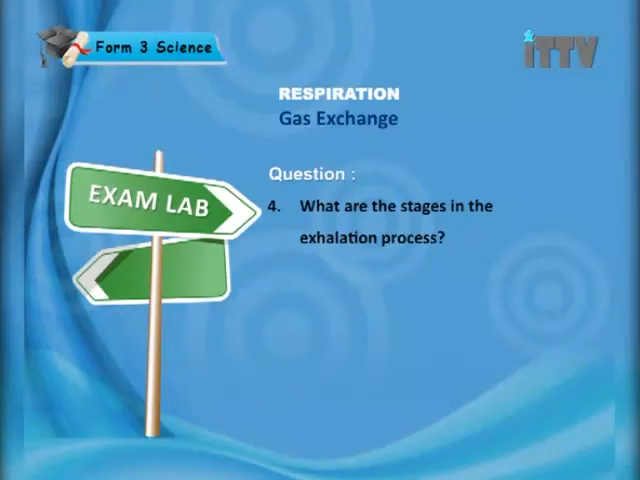 Form 3 Science
iTTV
RESPIRATION
Gas Exchange
Question :
4. What are the stages in the
exhalation process?
EXAM LAB